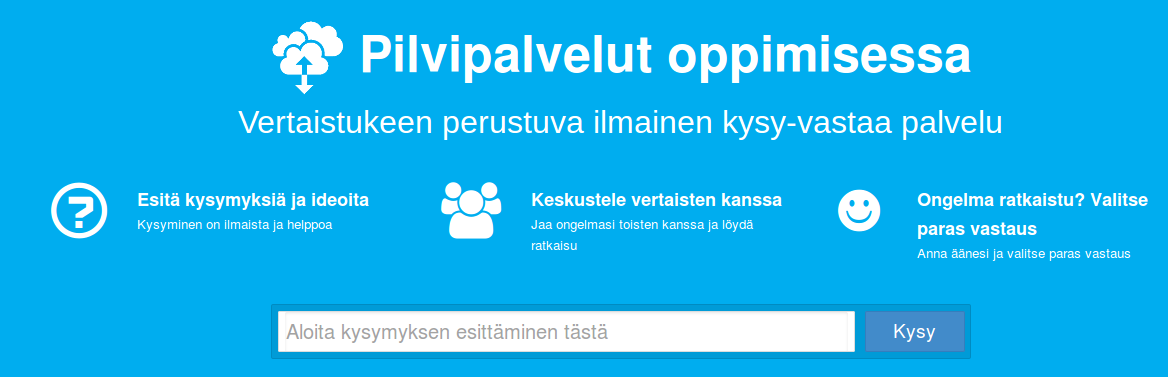 Pilvipalvelut oppimisessa
Vertaistukeen perustuva ilmainen kysy-vastaa palvelu
Esitä kysymyksiä ja ideoita
Kysyminen on ilmaista ja helppoa
Keskustele vertaisten kanssa
Jaa ongelmasi toisten kanssa ja löydä
ratkaisu
Ongelma ratkaistu? Valitse
paras vastaus
Anna äänesi ja valitse paras vastaus
Aloita kysymyksen esittäminen tästä
Kysy